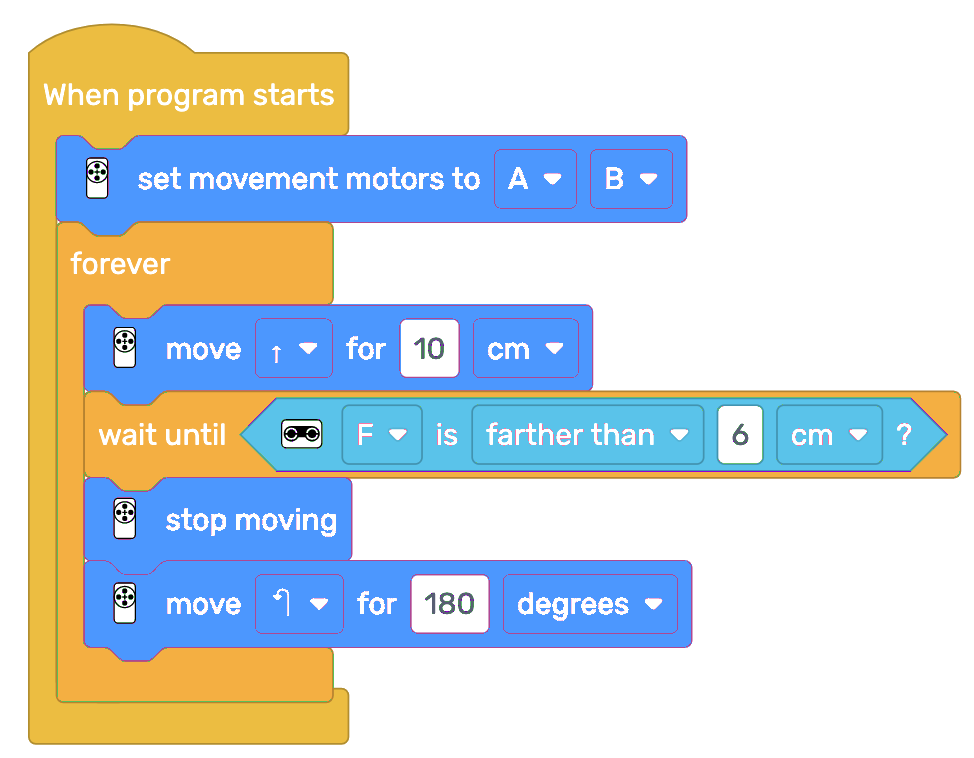 When program starts
set movement motors to A B
forever
move ↑ for 10 cm
wait until F is farther than 6 cm ?
stop moving
move ↰ for 180 degrees